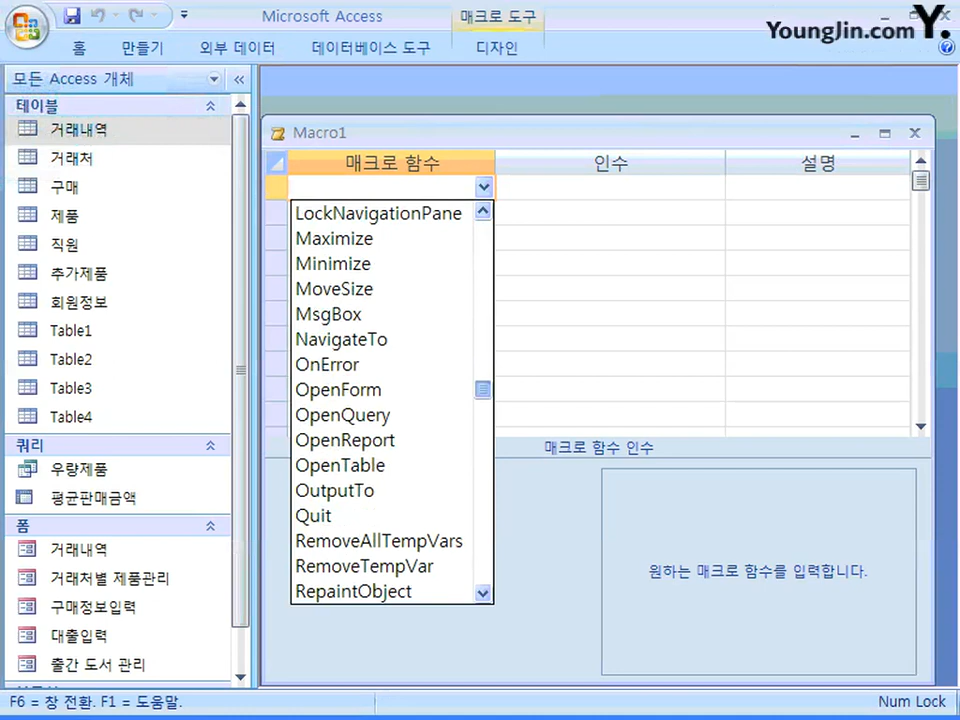 Microsoft Access
매크로 도구
YoungJin.com Y.
홈 만들기 외부 데이터 데이터베이스 도구 디자인
모든 Access 개체
테이블
거래내역
거래처
구매
제품
직원
추가제품
회원정보
Table1
Table2
Table3
Table4
쿼리
우량제품
평균판매금액
폼
거래내역
거래처별 제품관리
구매정보입력
대출입력
출간 도서 관리
Macro1
매크로 함수 인수 설명
LockNavigationPane
Maximize
Minimize
MoveSize
MsgBox
NavigateTo
OnError
OpenForm
OpenQuery
OpenReport
OpenTable
OutputTo
Quit
RemoveAllTempVars
RemoveTempVar
RepaintObject
매크로 함수 인수
원하는 매크로 함수를 입력합니다.
F6 = 창 전환. F1 = 도움말.
Num Lock